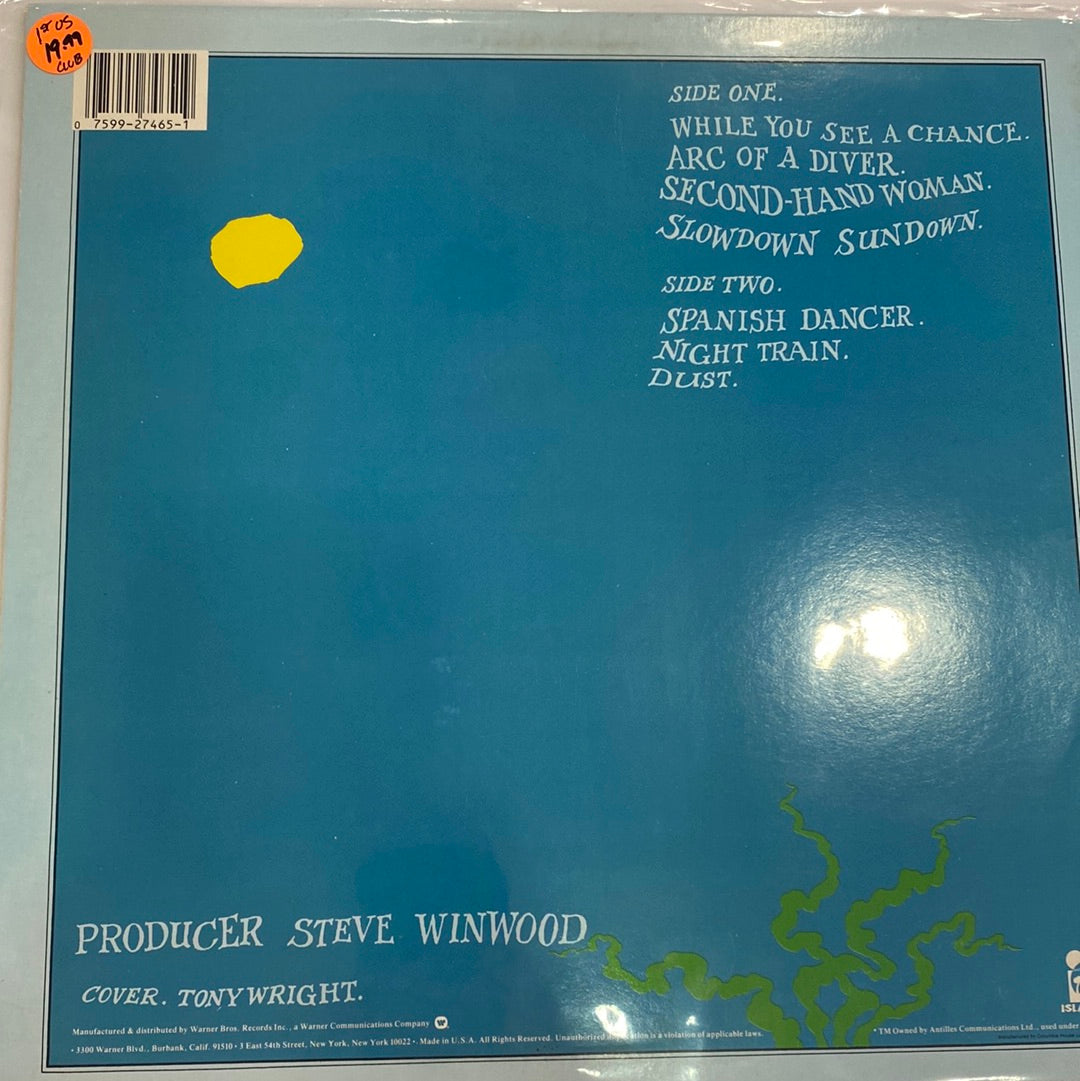 1st US
19.99
CLUB
0 7599-27465-1
SIDE ONE.
WHILE YOU SEE A CHANCE.
ARC OF A DIVER.
SECOND-HAND WOMAN.
SLOWDOWN SUNDOWN.
SIDE TWO.
SPANISH DANCER.
NIGHT TRAIN.
DUST.
PRODUCER STEVE WINWOOD
COVER. TONY WRIGHT.
Manufactured & distributed by Warner Bros. Records Inc., a Warner Communications Company
• 3300 Warner Blvd., Burbank, Calif. 91510 • 3 East 54th Street, New York, New York 10022 • Made in U.S.A. All Rights Reserved. Unauthorized is a violation of applicable laws.
ISL
* TM Owned by Antilles Communications Ltd., used under